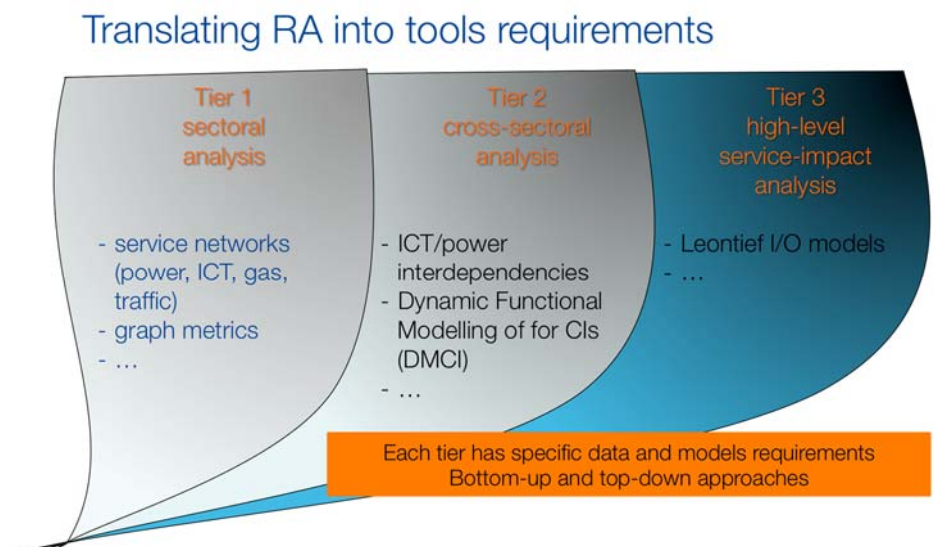 Translating RA into tools requirements
Tier 1
sectoral
analysis
- service networks
(power, ICT, gas,
traffic)
- graph metrics
- ...
Tier 2
cross-sectoral
analysis
- ICT/power
interdependencies
- Dynamic Functional
Modelling of for CIs
(DMCI)
- ...
Tier 3
high-level
service-impact
analysis
- Leontief I/O models
- ...
Each tier has specific data and models requirements
Bottom-up and top-down approaches